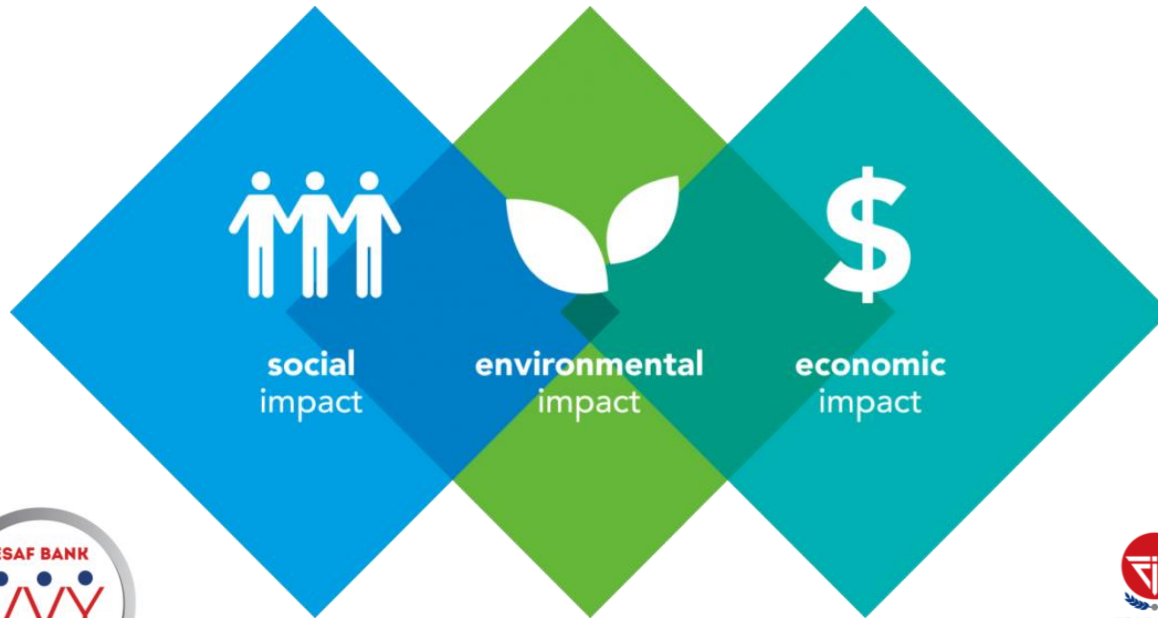 social
impact
environmental
impact
economic
impact
$
ESAF BANK